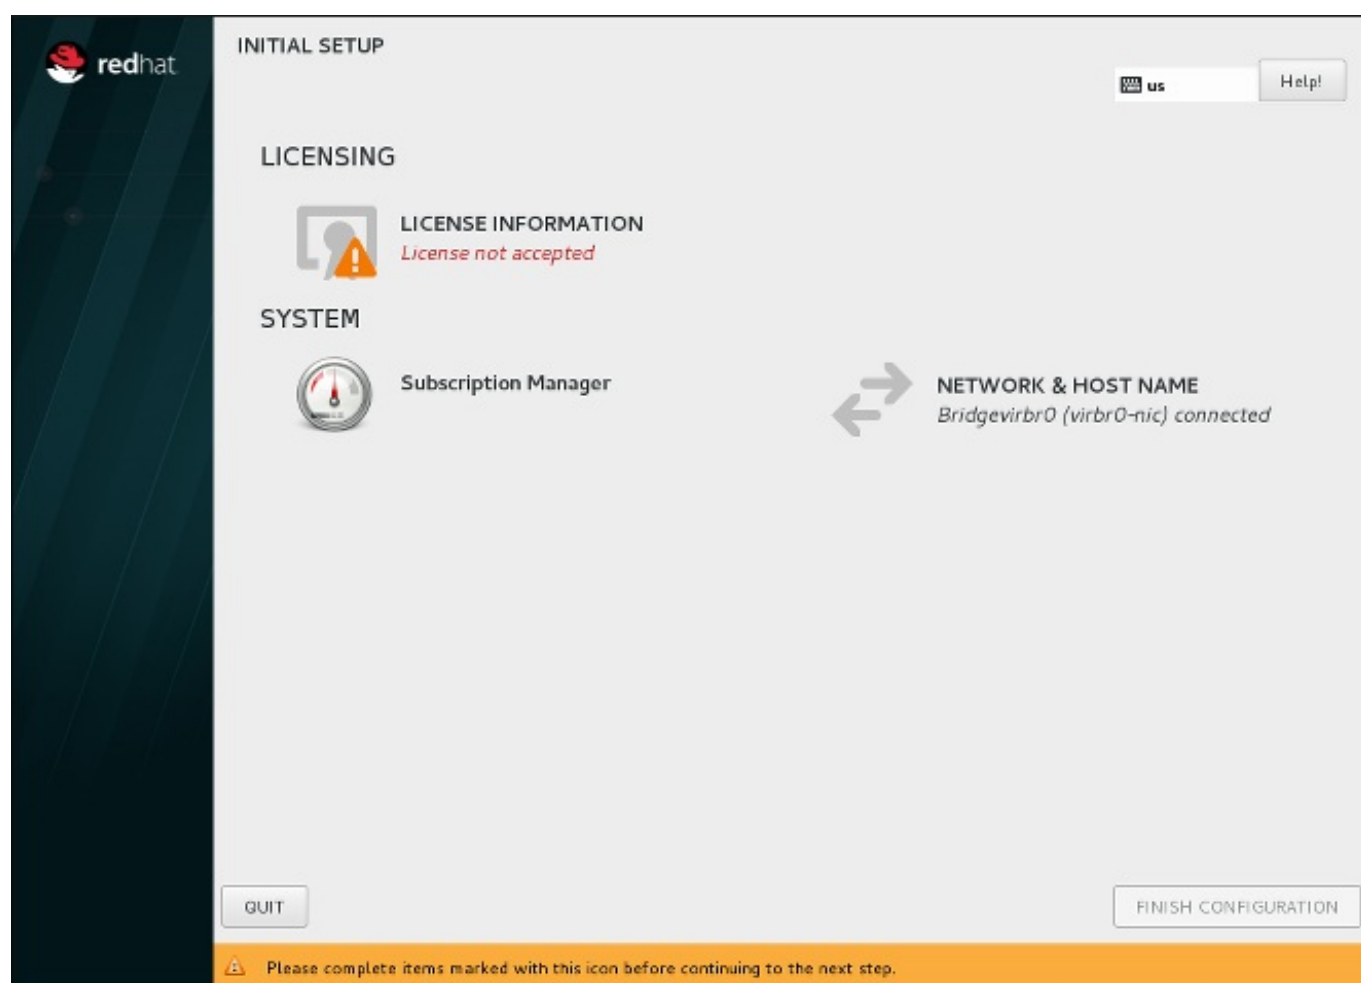 redhat
INITIAL SETUP
us
Help!
LICENSING
LICENSE INFORMATION
License not accepted
SYSTEM
Subscription Manager
NETWORK & HOST NAME
Bridgevirbr0 (virbr0-nic) connected
QUIT
FINISH CONFIGURATION
Please complete items marked with this icon before continuing to the next step.